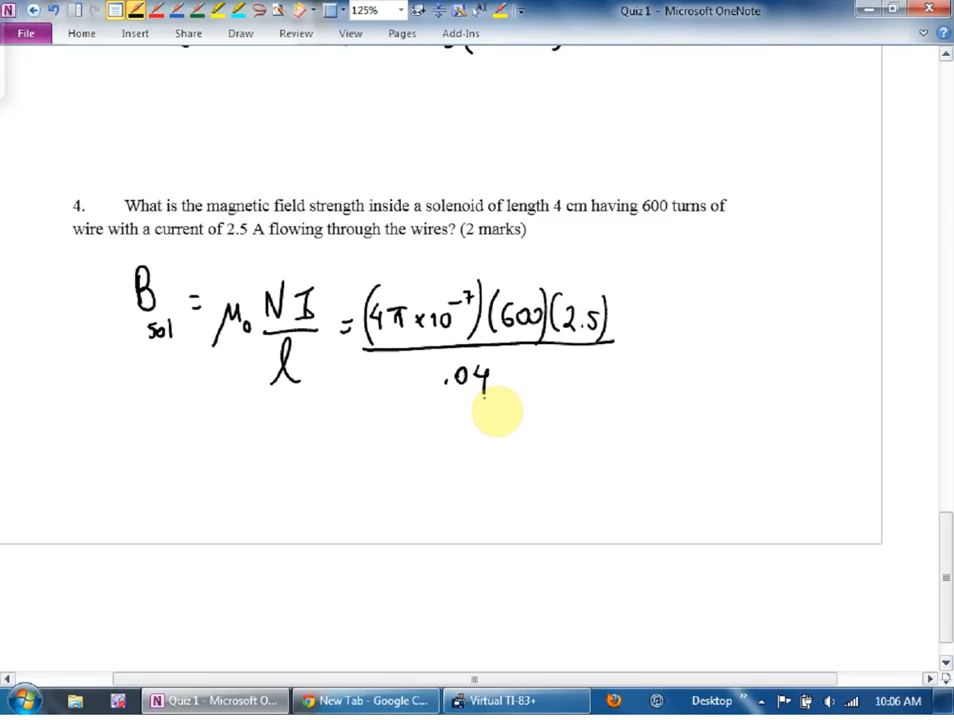 125%
Quiz 1 - Microsoft OneNote
File Home Insert Share Draw Review View Pages Add-Ins
4. What is the magnetic field strength inside a solenoid of length 4 cm having 600 turns of
wire with a current of 2.5 A flowing through the wires? (2 marks)
B sol = μ₀ N I / l = (4π×10⁻⁷)(600)(2.5) / .04
Quiz 1 - Microsoft O...
New Tab - Google C...
Virtual TI-83+
Desktop
10:06 AM